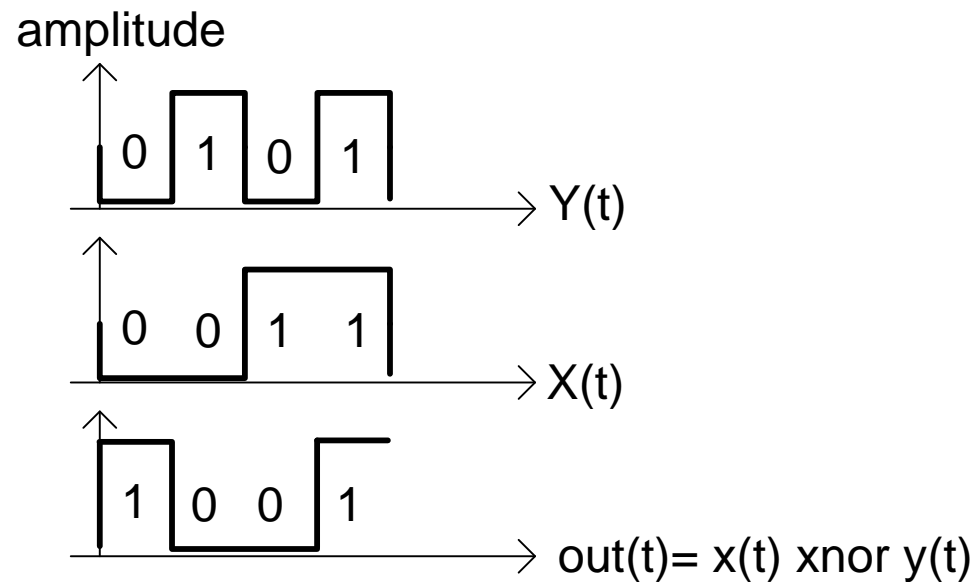 amplitude
0 1 0 1
Y(t)
0 0 1 1
X(t)
1 0 0 1
out(t)= x(t) xnor y(t)